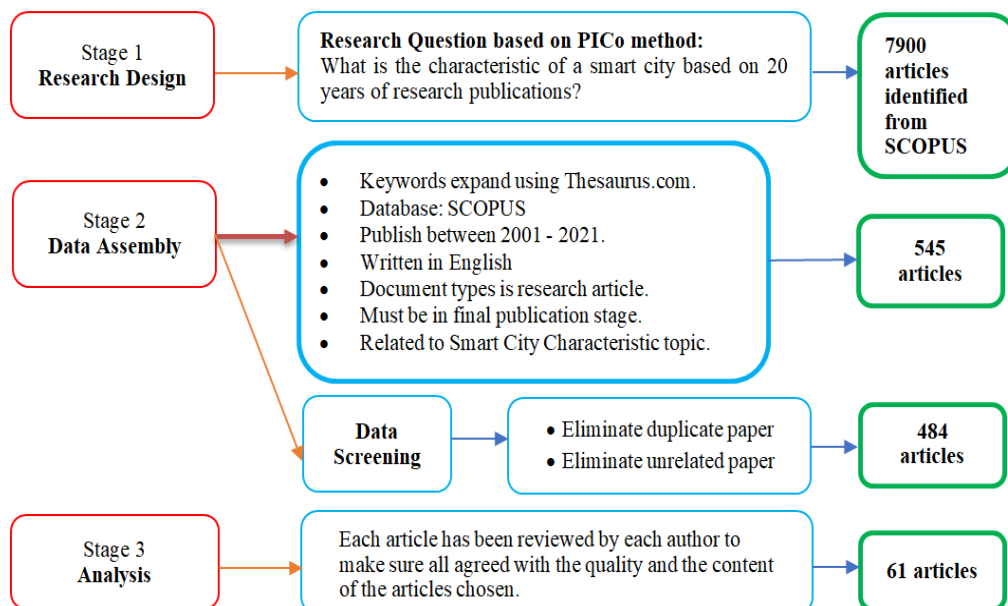 Stage 1
Research Design
Research Question based on PICo method:
What is the characteristic of a smart city based on 20
years of research publications?
7900
articles
identified
from
SCOPUS
Stage 2
Data Assembly
• Keywords expand using Thesaurus.com.
• Database: SCOPUS
• Publish between 2001 - 2021.
• Written in English
• Document types is research article.
• Must be in final publication stage.
• Related to Smart City Characteristic topic.
545
articles
Data
Screening
• Eliminate duplicate paper
• Eliminate unrelated paper
484
articles
Stage 3
Analysis
Each article has been reviewed by each author to
make sure all agreed with the quality and the content
of the articles chosen.
61 articles